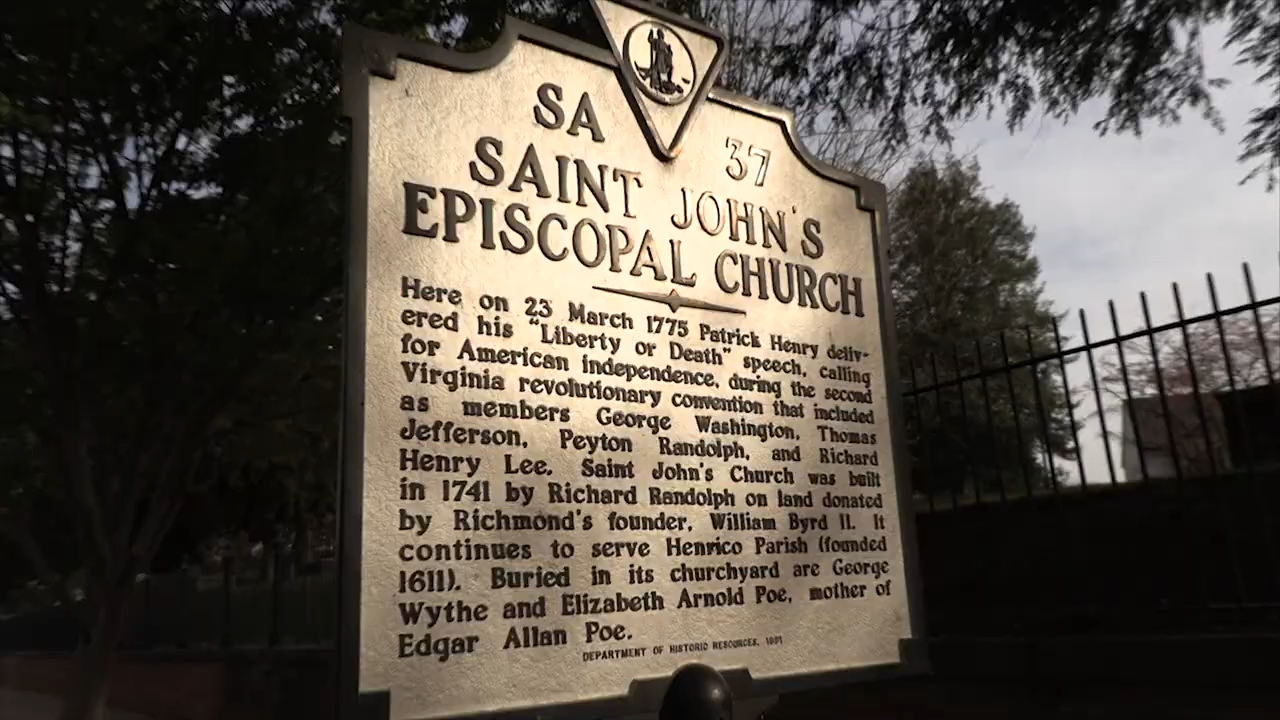 SA 37
SAINT JOHN'S
EPISCOPAL CHURCH
Here on 23 March 1775 Patrick Henry deliv-
ered his "Liberty or Death" speech, calling
for American independence, during the second
Virginia revolutionary convention that included
as members George Washington, Thomas
Jefferson, Peyton Randolph, and Richard
Henry Lee. Saint John's Church was built
in 1741 by Richard Randolph on land donated
by Richmond's founder, William Byrd II. It
continues to serve Henrico Parish (founded
1611). Buried in its churchyard are George
Wythe and Elizabeth Arnold Poe, mother of
Edgar Allan Poe.
DEPARTMENT OF HISTORIC RESOURCES, 1991